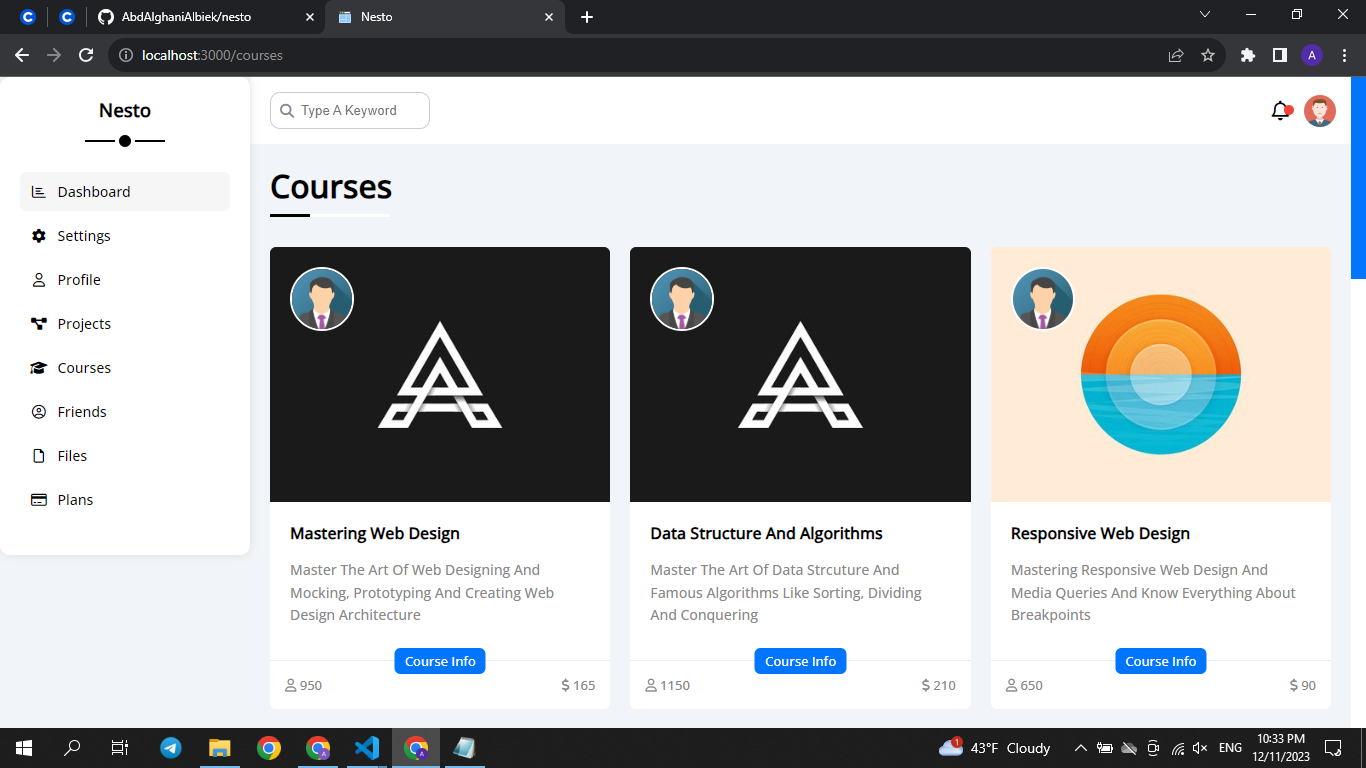 AbdAlghaniAlbiek/nesto
Nesto
localhost:3000/courses
A
Nesto
Type A Keyword
Dashboard
Settings
Profile
Projects
Courses
Friends
Files
Plans
Courses
Mastering Web Design
Master The Art Of Web Designing And
Mocking, Prototyping And Creating Web
Design Architecture
Course Info
950
$ 165
Data Structure And Algorithms
Master The Art Of Data Strcuture And
Famous Algorithms Like Sorting, Dividing
And Conquering
Course Info
1150
$ 210
Responsive Web Design
Mastering Responsive Web Design And
Media Queries And Know Everything About
Breakpoints
Course Info
650
$ 90
1
43°F Cloudy
ENG
10:33 PM
12/11/2023